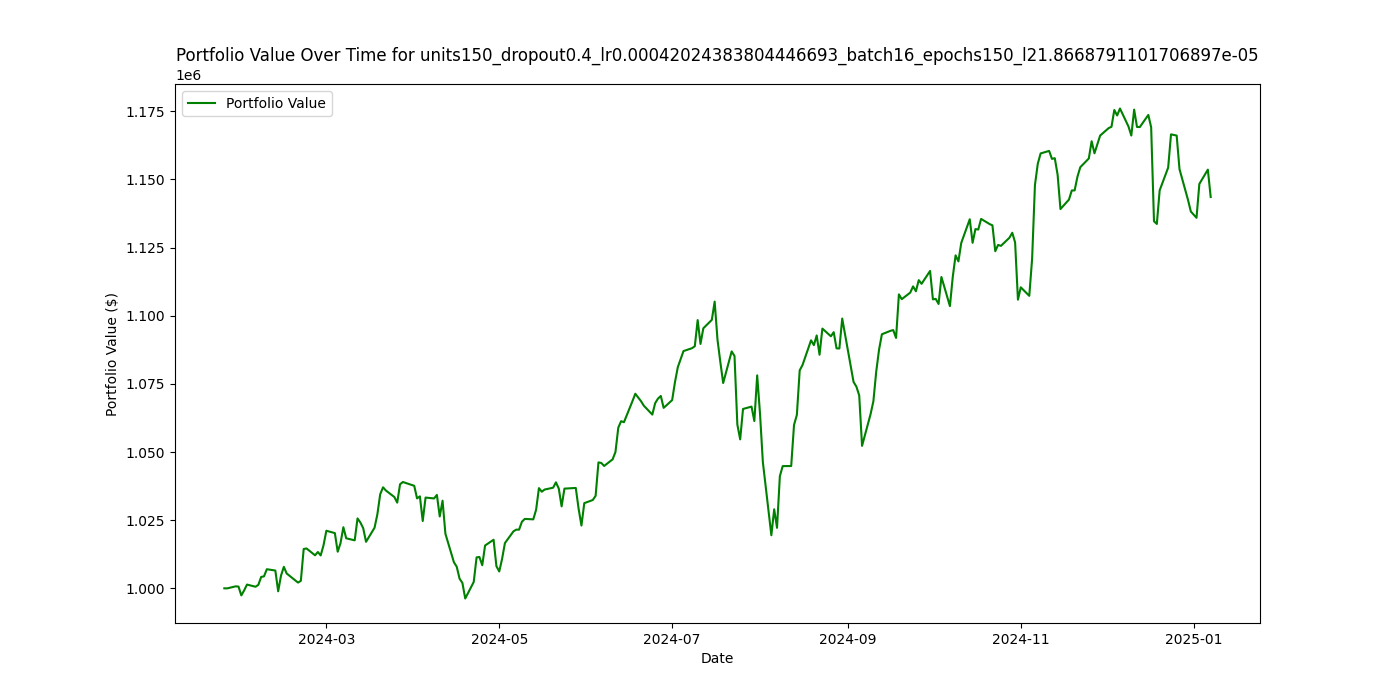 Portfolio Value Over Time for units150_dropout0.4_lr0.00042024383804446693_batch16_epochs150_l21.8668791101706897e-05
1e6
Portfolio Value
1.175
1.150
1.125
1.100
1.075
1.050
1.025
1.000
Portfolio Value ($)
2024-03
2024-05
2024-07
2024-09
2024-11
2025-01
Date